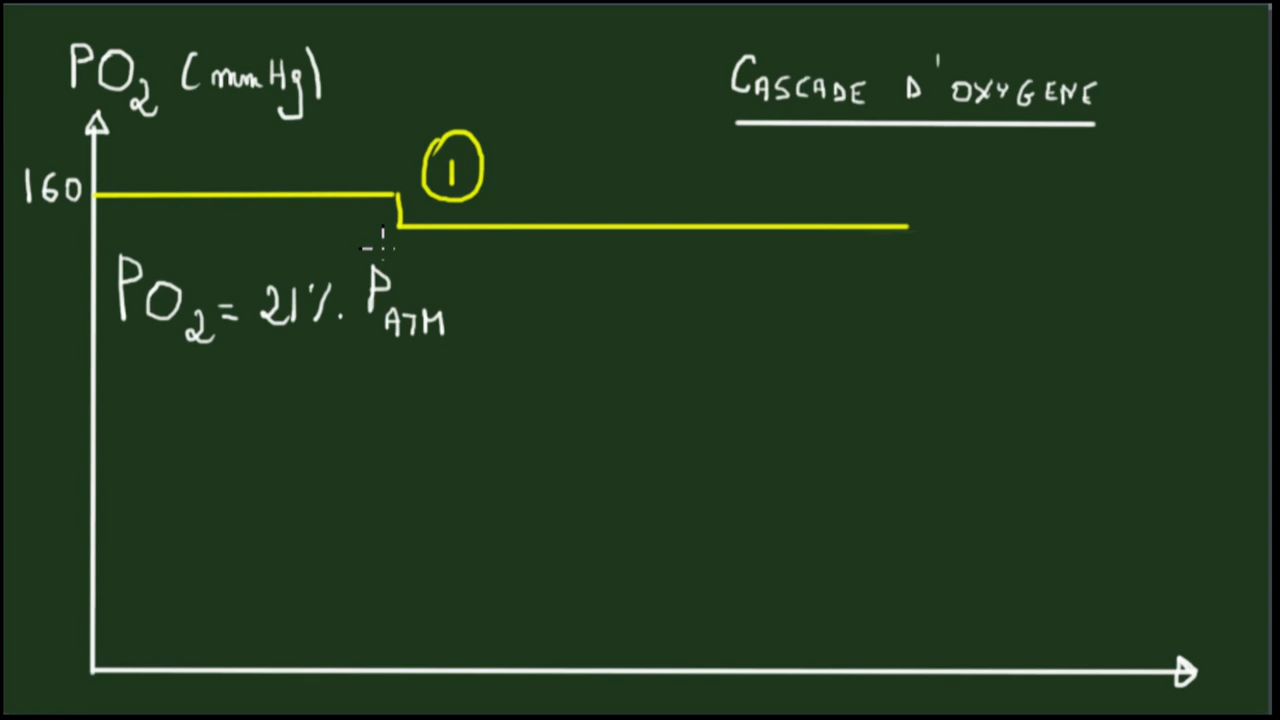 PO₂ (mmHg)
CASCADE D'OXYGENE
160
1
PO₂ = 21%. PATM